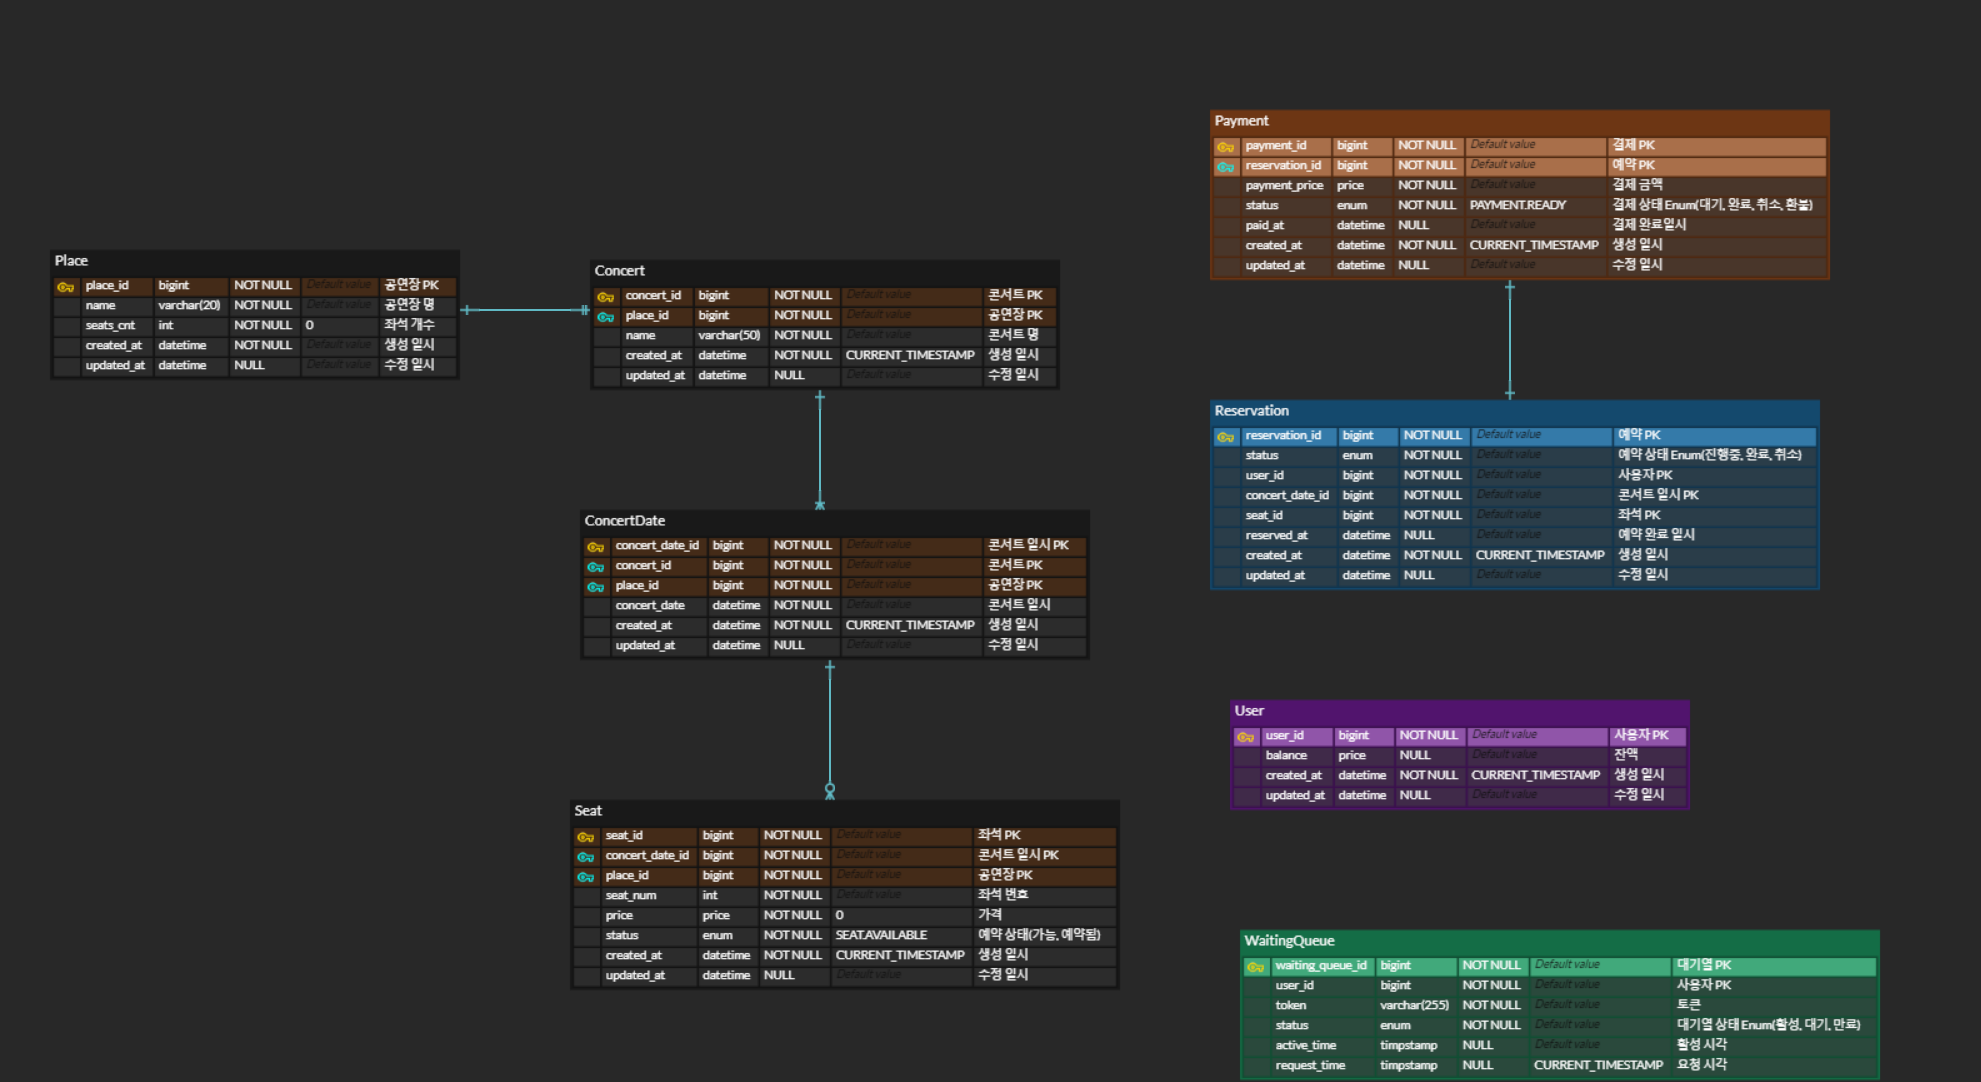 Place
place_id bigint NOT NULL Default value 공연장 PK
name varchar(20) NOT NULL Default value 공연장 명
seats_cnt int NOT NULL 0 좌석 개수
created_at datetime NOT NULL Default value 생성 일시
updated_at datetime NULL Default value 수정 일시
Concert
concert_id bigint NOT NULL Default value 콘서트 PK
place_id bigint NOT NULL Default value 공연장 PK
name varchar(50) NOT NULL Default value 콘서트 명
created_at datetime NOT NULL CURRENT_TIMESTAMP 생성 일시
updated_at datetime NULL Default value 수정 일시
ConcertDate
concert_date_id bigint NOT NULL Default value 콘서트 일시 PK
concert_id bigint NOT NULL Default value 콘서트 PK
place_id bigint NOT NULL Default value 공연장 PK
concert_date datetime NOT NULL Default value 콘서트 일시
created_at datetime NOT NULL CURRENT_TIMESTAMP 생성 일시
updated_at datetime NULL Default value 수정 일시
Seat
seat_id bigint NOT NULL Default value 좌석 PK
concert_date_id bigint NOT NULL Default value 콘서트 일시 PK
place_id bigint NOT NULL Default value 공연장 PK
seat_num int NOT NULL Default value 좌석 번호
price price NOT NULL 0 가격
status enum NOT NULL SEAT.AVAILABLE 예약 상태(가능, 예약됨)
created_at datetime NOT NULL CURRENT_TIMESTAMP 생성 일시
updated_at datetime NULL Default value 수정 일시
Payment
payment_id bigint NOT NULL Default value 결제 PK
reservation_id bigint NOT NULL Default value 예약 PK
payment_price price NOT NULL Default value 결제 금액
status enum NOT NULL PAYMENT.READY 결제 상태 Enum(대기, 완료, 취소, 환불)
paid_at datetime NULL Default value 결제 완료일시
created_at datetime NOT NULL CURRENT_TIMESTAMP 생성 일시
updated_at datetime NULL Default value 수정 일시
Reservation
reservation_id bigint NOT NULL Default value 예약 PK
status enum NOT NULL Default value 예약 상태 Enum(진행중, 완료, 취소)
user_id bigint NOT NULL Default value 사용자 PK
concert_date_id bigint NOT NULL Default value 콘서트 일시 PK
seat_id bigint NOT NULL Default value 좌석 PK
reserved_at datetime NULL Default value 예약 완료 일시
created_at datetime NOT NULL CURRENT_TIMESTAMP 생성 일시
updated_at datetime NULL Default value 수정 일시
User
user_id bigint NOT NULL Default value 사용자 PK
balance price NULL Default value 잔액
created_at datetime NOT NULL CURRENT_TIMESTAMP 생성 일시
updated_at datetime NULL Default value 수정 일시
WaitingQueue
waiting_queue_id bigint NOT NULL Default value 대기열 PK
user_id bigint NOT NULL Default value 사용자 PK
token varchar(255) NOT NULL Default value 토큰
status enum NOT NULL Default value 대기열 상태 Enum(활성, 대기, 만료)
active_time timpstamp NULL Default value 활성 시각
request_time timpstamp NULL CURRENT_TIMESTAMP 요청 시각